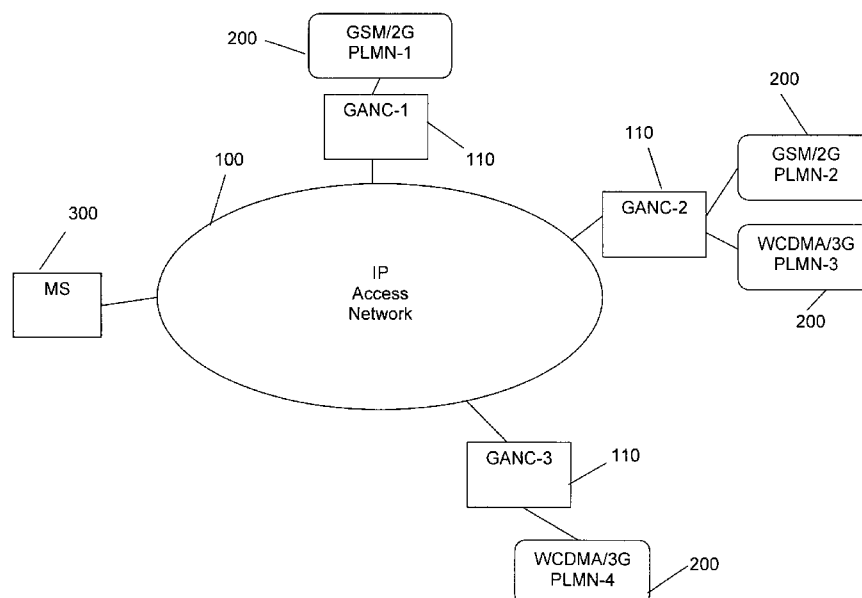 200
GSM/2G
PLMN-1
GANC-1
110
100
200
110
GSM/2G
PLMN-2
GANC-2
300
WCDMA/3G
PLMN-3
MS
IP
Access
Network
200
GANC-3
110
WCDMA/3G
PLMN-4
200